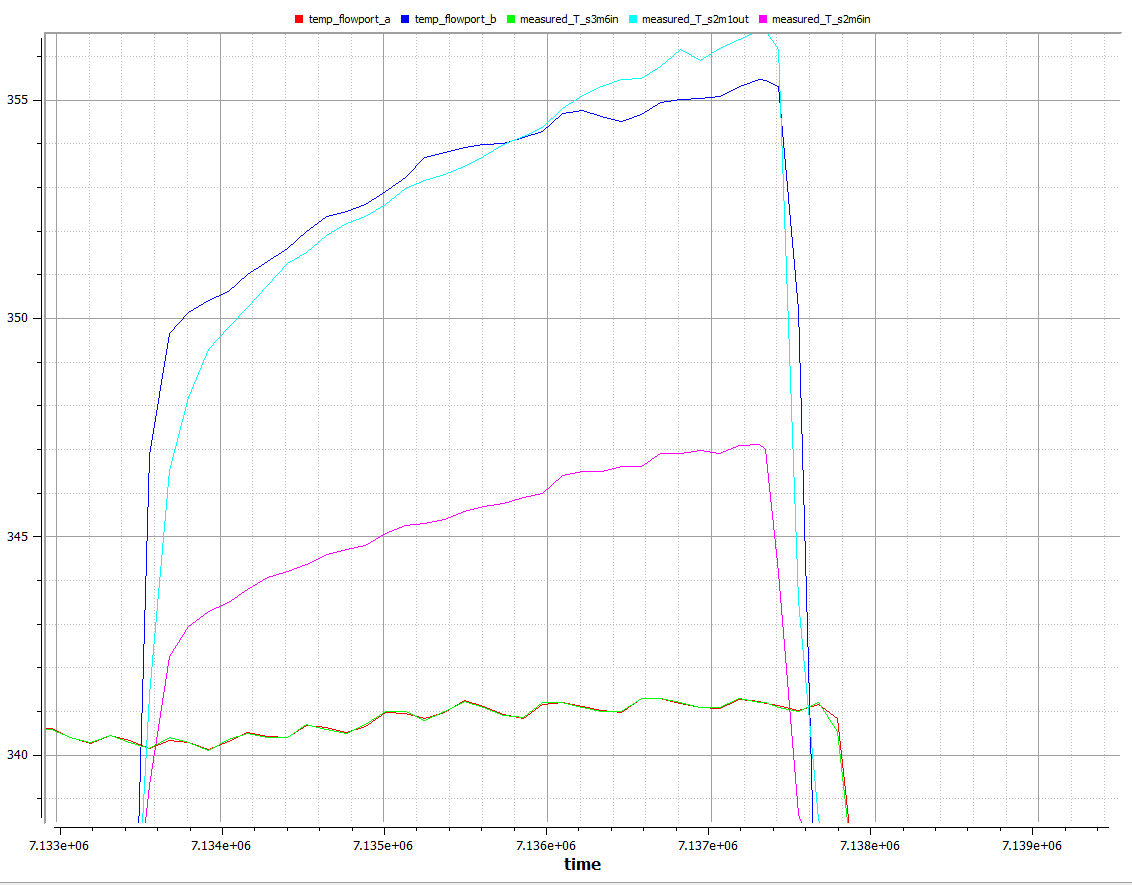 temp_flowport_a temp_flowport_b measured_T_s3m6in measured_T_s2m1out measured_T_s2m6in
355
350
345
340
7.133e+06 7.134e+06 7.135e+06 7.136e+06 7.137e+06 7.138e+06 7.139e+06
time